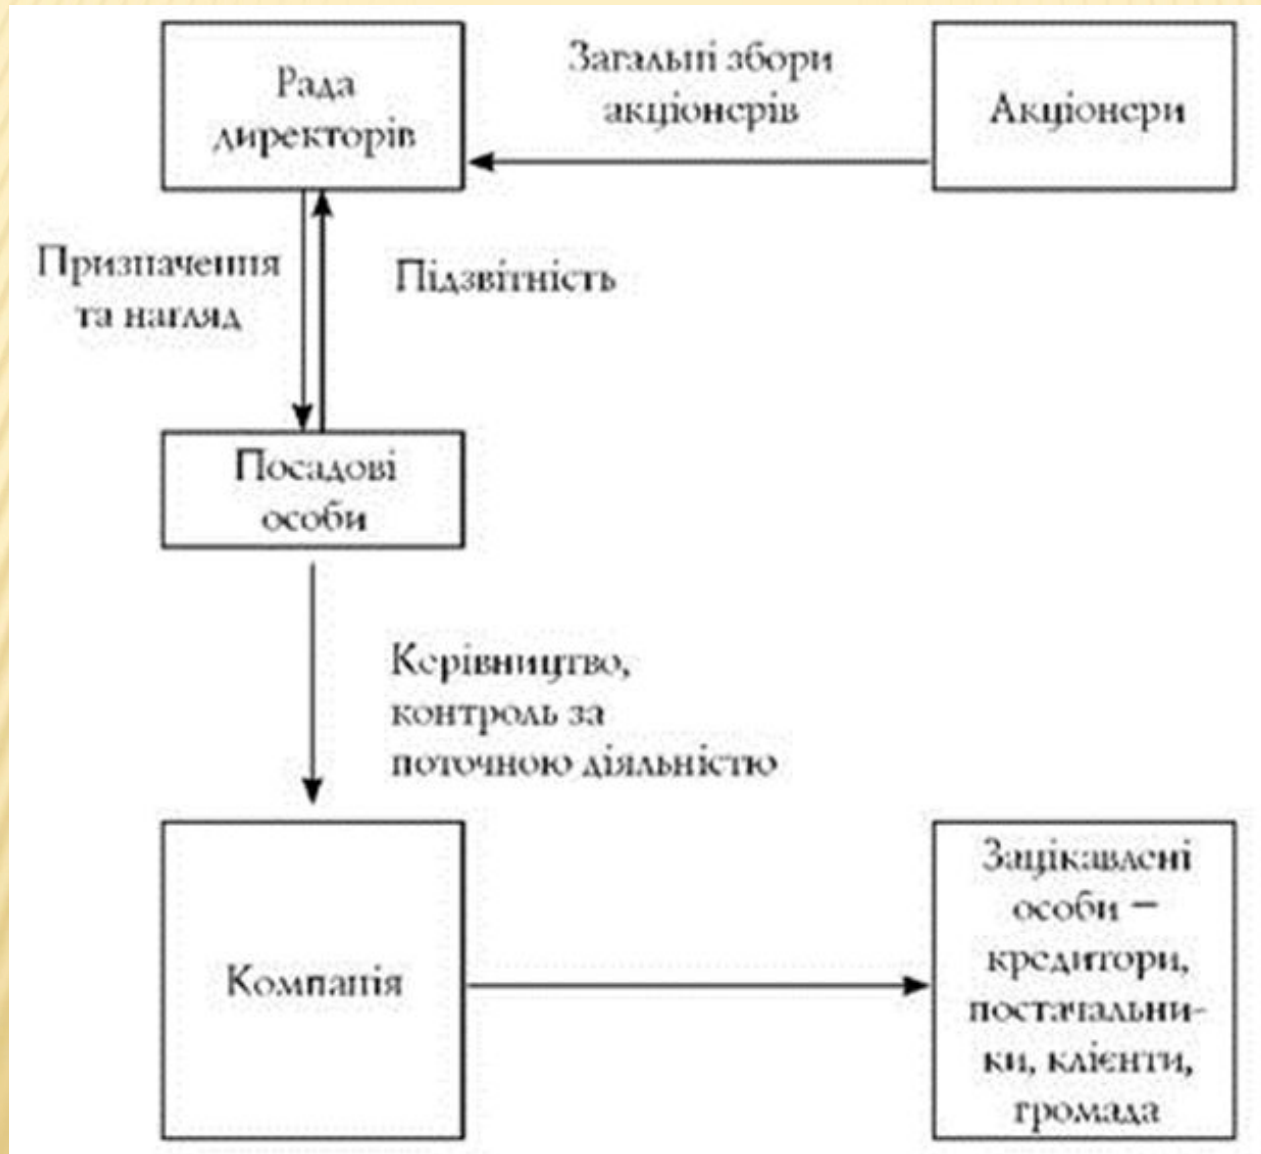 Рада
директорів
Загальні збори
акціонерів
Акціонери
Призначення
та нагляд
Підзвітність
Посадові
особи
Керівництво,
контроль за
поточною діяльністю
Компанія
Зацікавлені
особи –
кредитори,
постачальни-
ки, клієнти,
громада